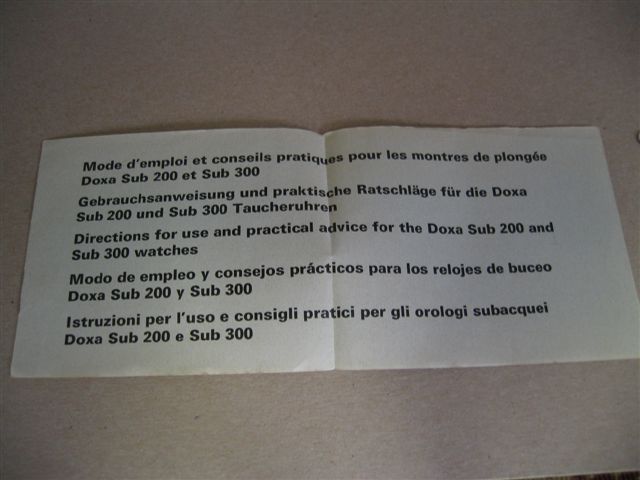 Mode d'emploi et conseils pratiques pour les montres de plongée
Doxa Sub 200 et Sub 300
Gebrauchsanweisung und praktische Ratschläge für die Doxa
Sub 200 und Sub 300 Taucheruhren
Directions for use and practical advice for the Doxa Sub 200 and
Sub 300 watches
Modo de empleo y consejos prácticos para los relojes de buceo
Doxa Sub 200 y Sub 300
Istruzioni per l'uso e consigli pratici per gli orologi subacquei
Doxa Sub 200 e Sub 300